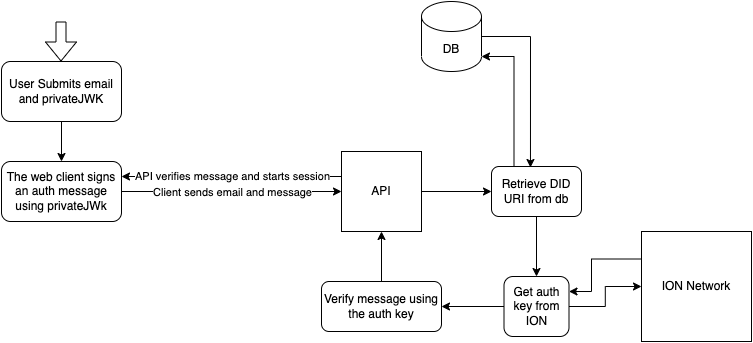 DB
User Submits email
and privateJWK
The web client signs
an auth message
using privateJWk
API verifies message and starts session
Client sends email and message
API
Retrieve DID
URI from db
Verify message using
the auth key
Get auth
key from
ION
ION Network